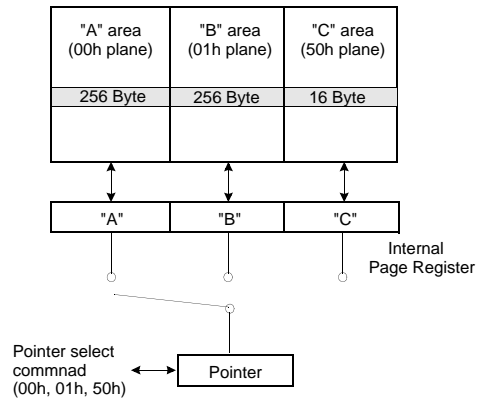 "A" area
(00h plane)
"B" area
(01h plane)
"C" area
(50h plane)
256 Byte
256 Byte
16 Byte
"A"
"B"
"C"
Internal
Page Register
Pointer select
commnad
(00h, 01h, 50h)
Pointer